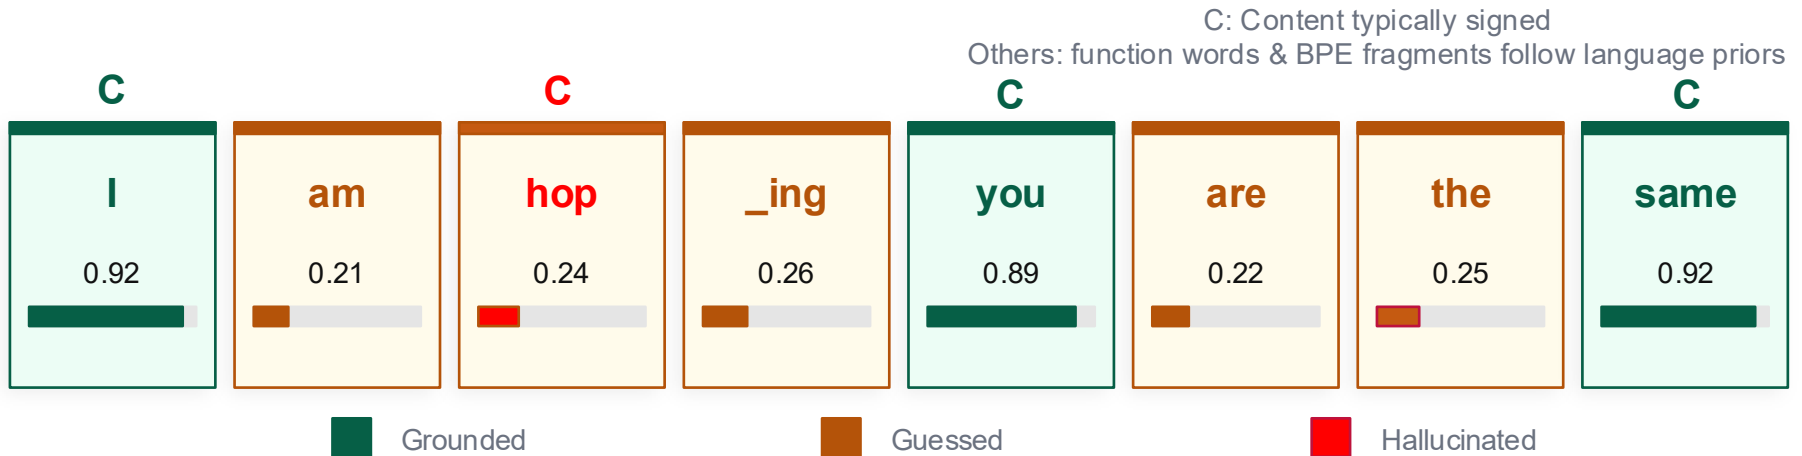 C: Content typically signed
Others: function words & BPE fragments follow language priors
C C C C
I am hop _ing you are the same
0.92 0.21 0.24 0.26 0.89 0.22 0.25 0.92
Grounded Guessed Hallucinated